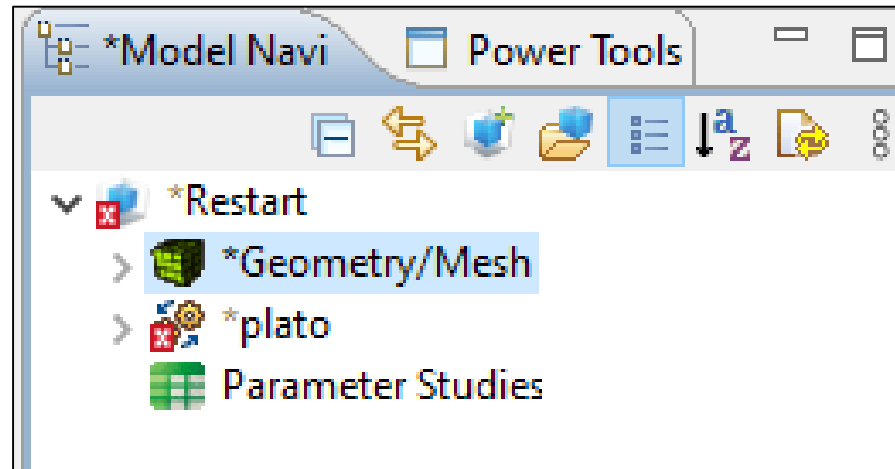 *Model Navi Power Tools
*Restart
*Geometry/Mesh
*plato
Parameter Studies